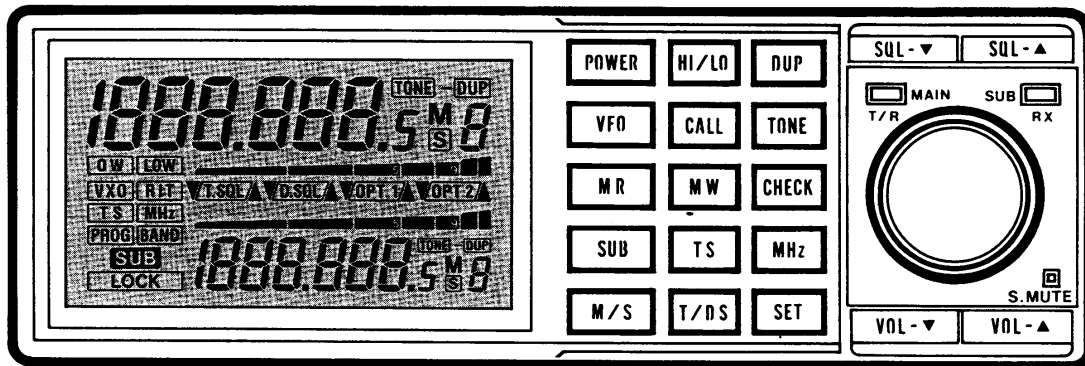 1888.888.5 TONE - DUP
M S 8
OW LOW
VXO RIT ▼T.SQL▲ ▼D.SQL▲ ▼OPT.1▲ ▼OPT.2▲
TS MHz
PROG BAND
SUB
LOCK
1888.888.5 TONE - DUP
M S 8
POWER HI/LO DUP
VFO CALL TONE
MR MW CHECK
SUB TS MHz
M/S T/DS SET
SQL-▼ SQL-▲
MAIN SUB
T/R RX
S.MUTE
VOL-▼ VOL-▲